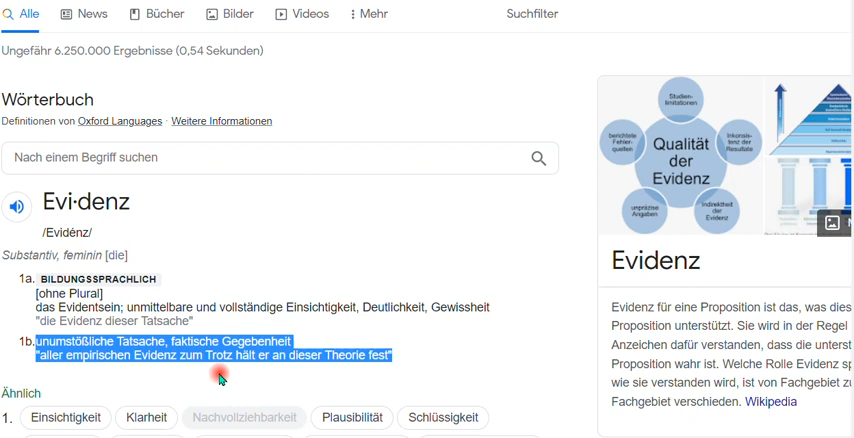 Alle News Bücher Bilder Videos Mehr Suchfilter
Ungefähr 6.250.000 Ergebnisse (0,54 Sekunden)
Wörterbuch
Definitionen von Oxford Languages · Weitere Informationen
Nach einem Begriff suchen
Evi·denz
/Evidénz/
Substantiv, feminin [die]
1a. BILDUNGSSPRACHLICH
[ohne Plural]
das Evidentsein; unmittelbare und vollständige Einsichtigkeit, Deutlichkeit, Gewissheit
"die Evidenz dieser Tatsache"
1b. unumstößliche Tatsache, faktische Gegebenheit
"aller empirischen Evidenz zum Trotz hält er an dieser Theorie fest"
Ähnlich
1. Einsichtigkeit Klarheit Nachvollziehbarkeit Plausibilität Schlüssigkeit
Studien-
limitationen
berichtete
Fehler-
quellen
Inkonsis-
tenz der
Resultate
Qualität
der
Evidenz
unpräzise
Angaben
Indirektheit
der
Evidenz
Evidenz
Evidenz für eine Proposition ist das, was dies
Proposition unterstützt. Sie wird in der Regel
Anzeichen dafür verstanden, dass die unterst
Proposition wahr ist. Welche Rolle Evidenz sp
wie sie verstanden wird, ist von Fachgebiet zu
Fachgebiet verschieden. Wikipedia